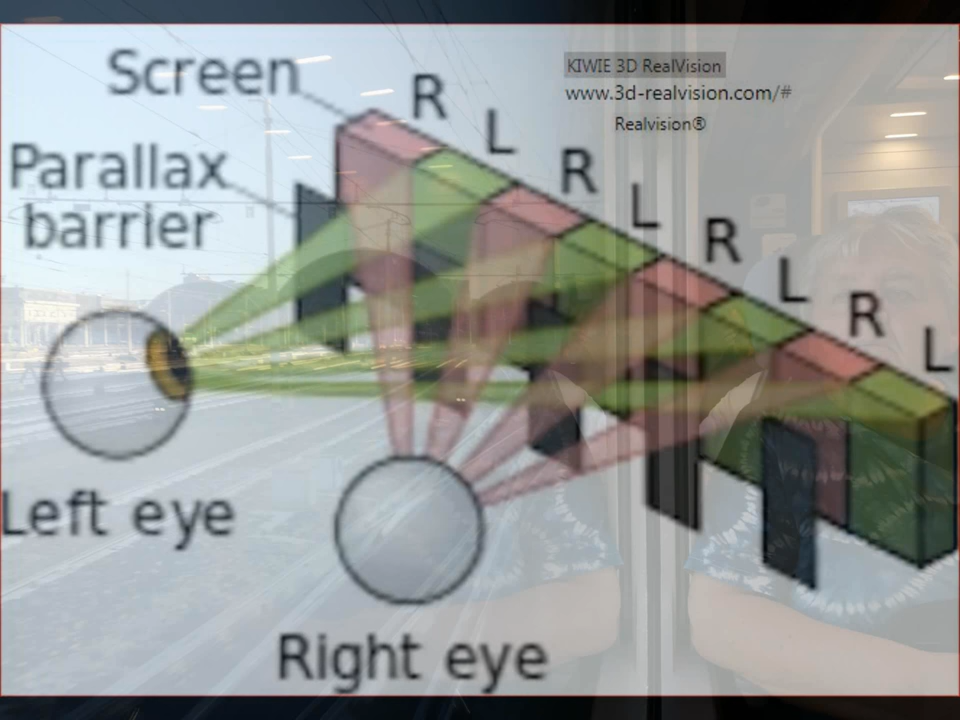 Screen
Parallax
barrier
KIWIE 3D RealVision
www.3d-realvision.com/#
Realvision®
R
L
R
L
R
L
R
L
Left eye
Right eye